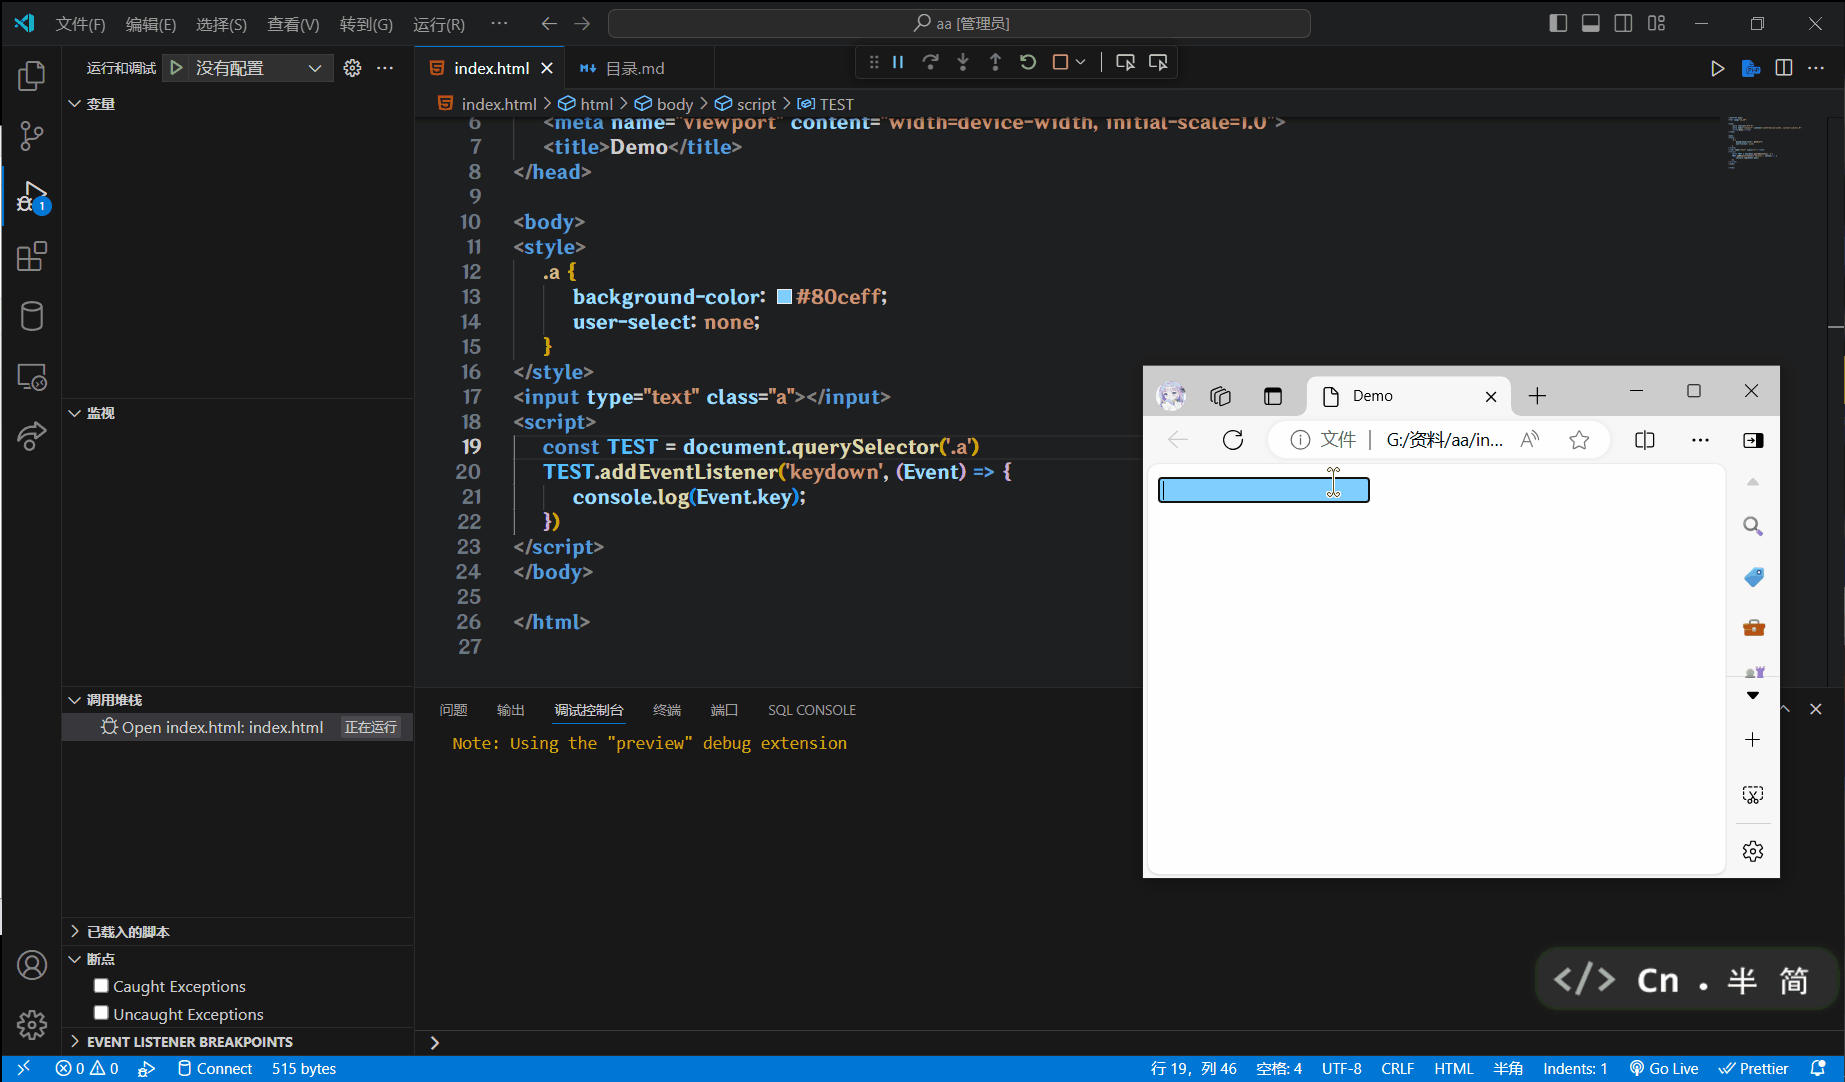 文件(F) 编辑(E) 选择(S) 查看(V) 转到(G) 运行(R) ··· aa [管理员]
运行和调试 没有配置 ···
index.html 目录.md
index.html > html > body > script > TEST
变量
6 <meta name="viewport" content="width=device-width, initial-scale=1.0">
7 <title>Demo</title>
8 </head>
9
10 <body>
11 <style>
12 .a {
13 background-color: #80ceff;
14 user-select: none;
15 }
16 </style>
17 <input type="text" class="a"></input>
18 <script>
19 const TEST = document.querySelector('.a')
20 TEST.addEventListener('keydown', (Event) => {
21 console.log(Event.key);
22 })
23 </script>
24 </body>
25
26 </html>
27
监视
调用堆栈
Open index.html: index.html 正在运行
1
已载入的脚本
断点
Caught Exceptions
Uncaught Exceptions
EVENT LISTENER BREAKPOINTS
问题 输出 调试控制台 终端 端口 SQL CONSOLE
Note: Using the "preview" debug extension
Demo
文件 | G:/资料/aa/in...
</> Cn . 半 简
0 0 Connect 515 bytes 行 19，列 46 空格: 4 UTF-8 CRLF HTML 半角 Indents: 1 Go Live Prettier